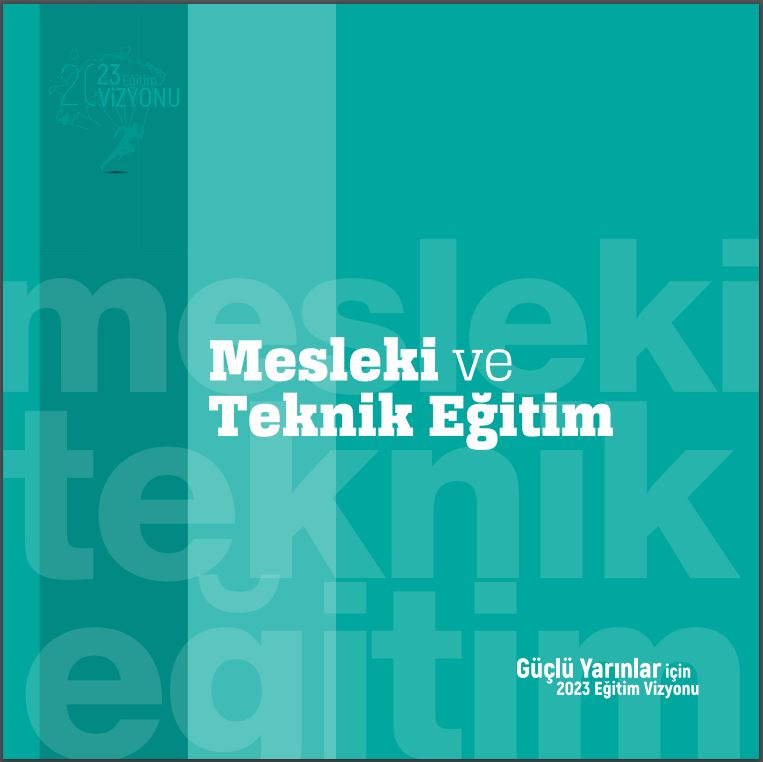 2023 Eğitim
VİZYONU
mesleki
Mesleki ve
Teknik Eğitim
teknik
eğitim
Güçlü Yarınlar için
2023 Eğitim Vizyonu